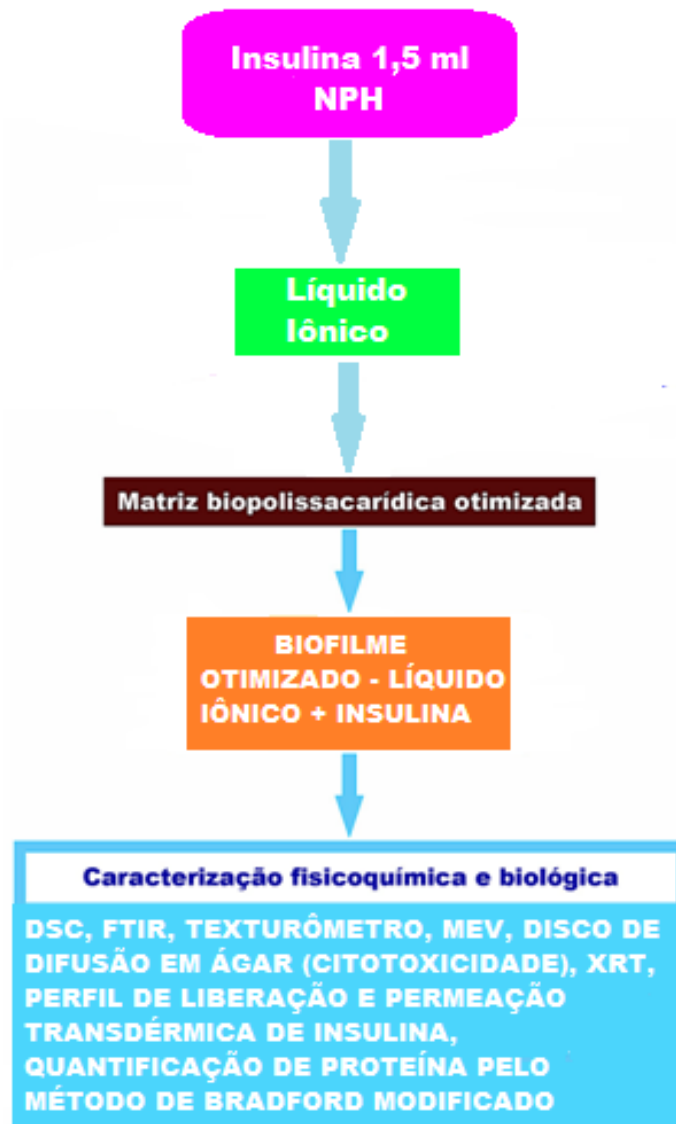 Insulina 1,5 ml
NPH
Líquido
Iônico
Matriz biopolissacarídica otimizada
BIOFILME
OTIMIZADO - LÍQUIDO
IÔNICO + INSULINA
Caracterização fisicoquímica e biológica
DSC, FTIR, TEXTURÔMETRO, MEV, DISCO DE
DIFUSÃO EM ÁGAR (CITOTOXICIDADE), XRT,
PERFIL DE LIBERAÇÃO E PERMEAÇÃO
TRANSDÉRMICA DE INSULINA,
QUANTIFICAÇÃO DE PROTEÍNA PELO
MÉTODO DE BRADFORD MODIFICADO